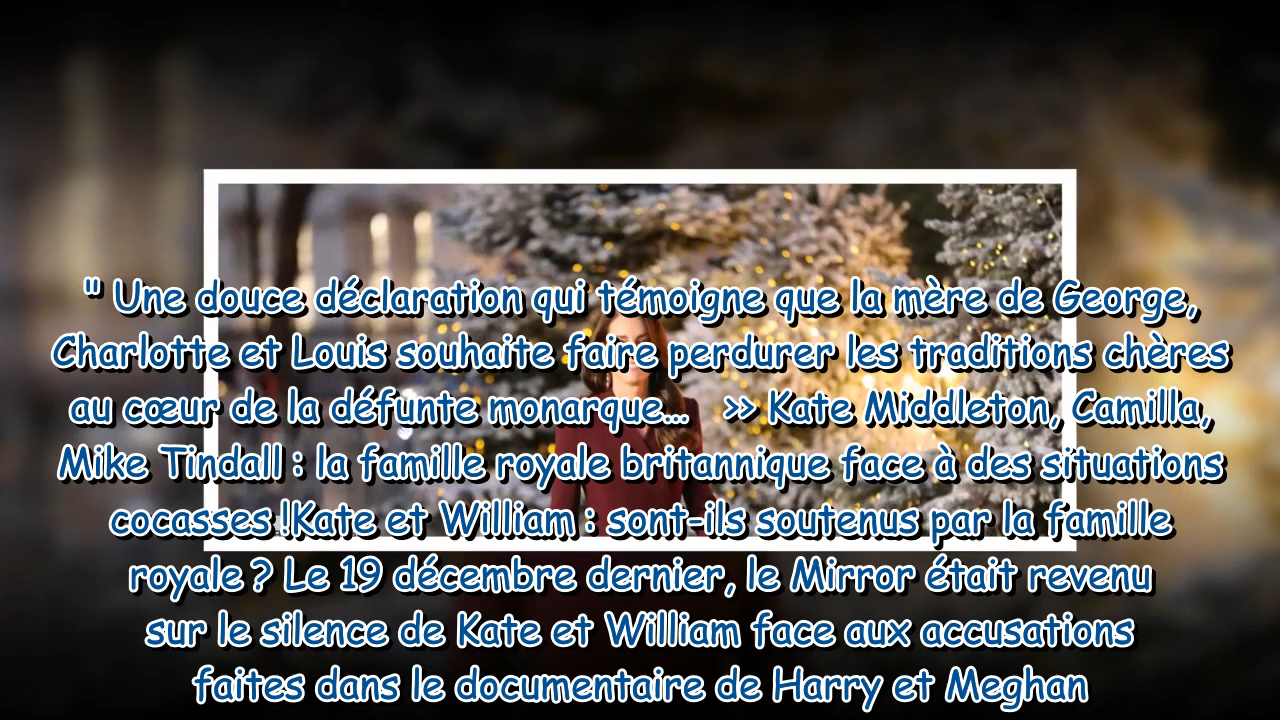 " Une douce déclaration qui témoigne que la mère de George,
Charlotte et Louis souhaite faire perdurer les traditions chères
au cœur de la défunte monarque... >> Kate Middleton, Camilla,
Mike Tindall : la famille royale britannique face à des situations
cocasses !Kate et William : sont-ils soutenus par la famille
royale ? Le 19 décembre dernier, le Mirror était revenu
sur le silence de Kate et William face aux accusations
faites dans le documentaire de Harry et Meghan